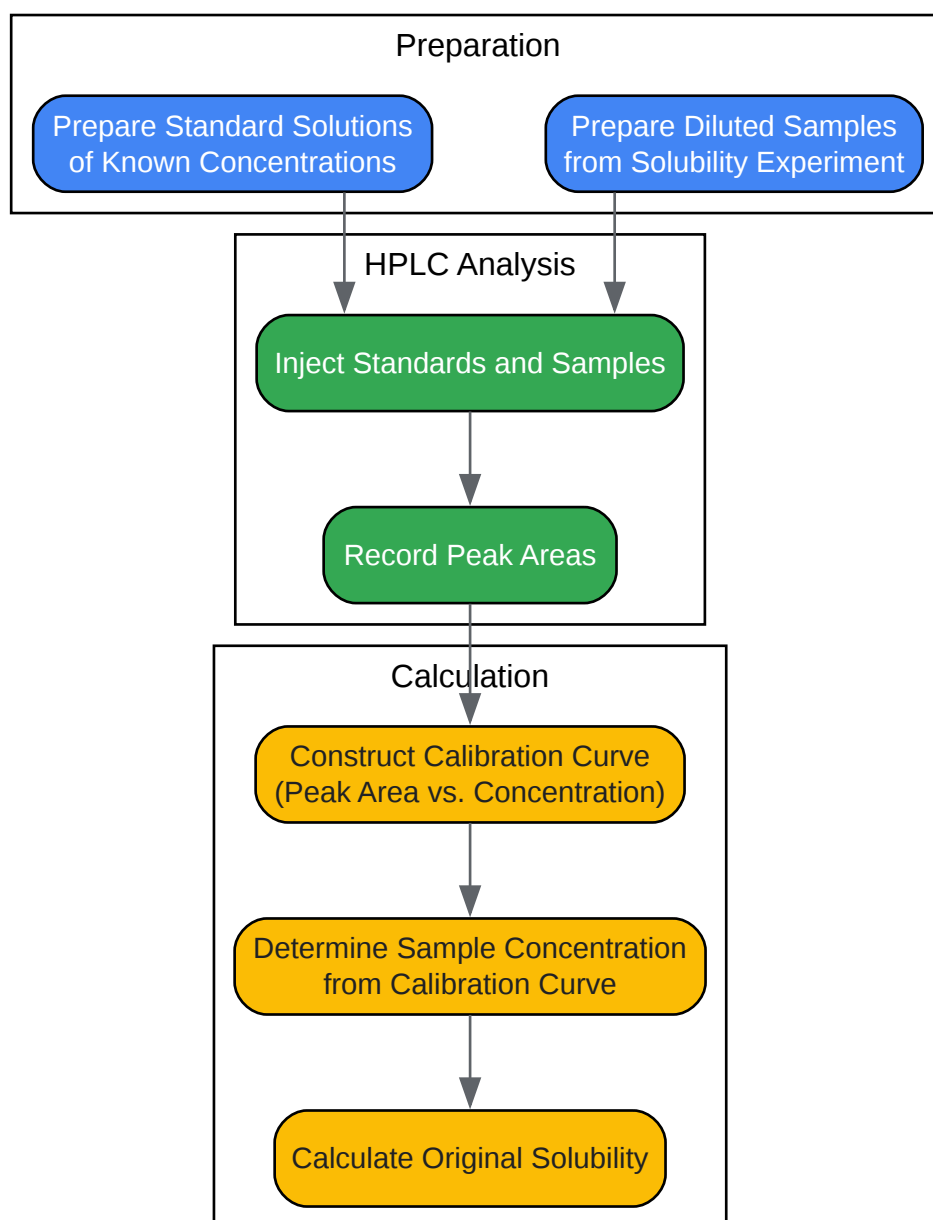 Preparation
Prepare Standard Solutions
of Known Concentrations
Prepare Diluted Samples
from Solubility Experiment
HPLC Analysis
Inject Standards and Samples
Record Peak Areas
Calculation
Construct Calibration Curve
(Peak Area vs. Concentration)
Determine Sample Concentration
from Calibration Curve
Calculate Original Solubility